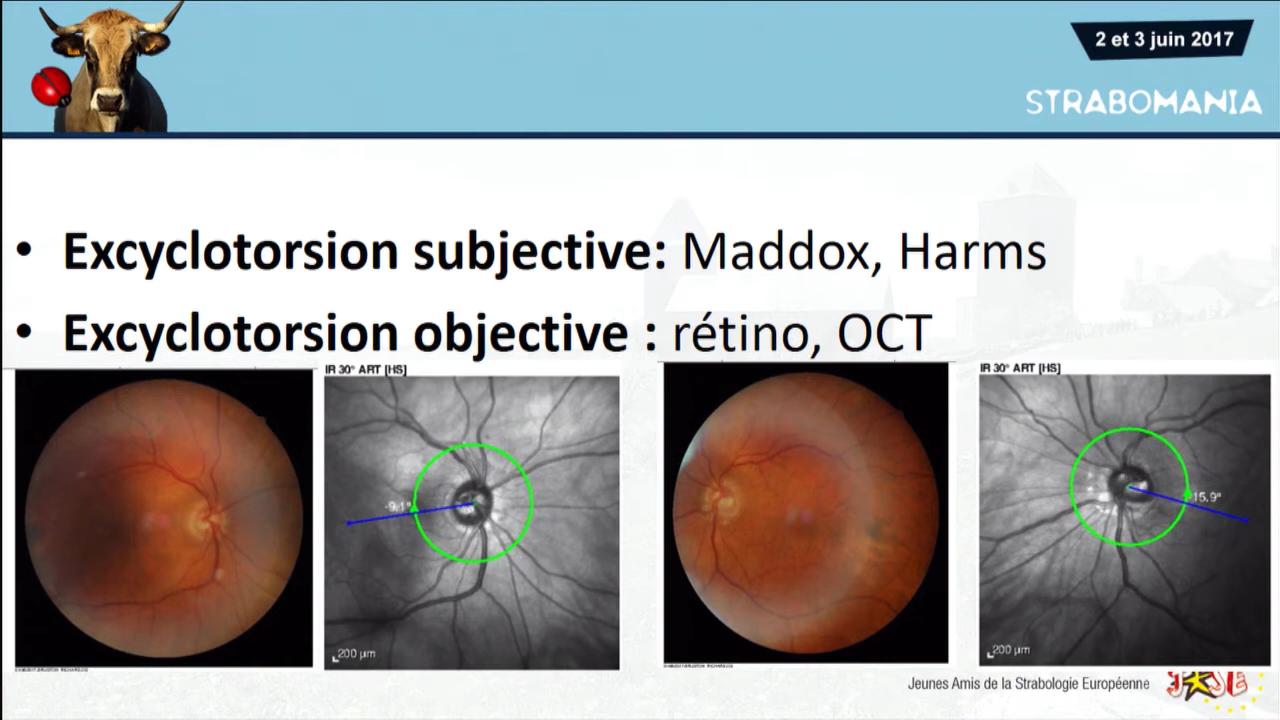 2 et 3 juin 2017
STRABOMANIA
• Excyclotorsion subjective: Maddox, Harms
• Excyclotorsion objective : rétino, OCT
IR 30° ART [HS]
IR 30° ART [HS]
-9.1°
15.9°
200 µm
200 µm
Jeunes Amis de la Strabologie Européenne